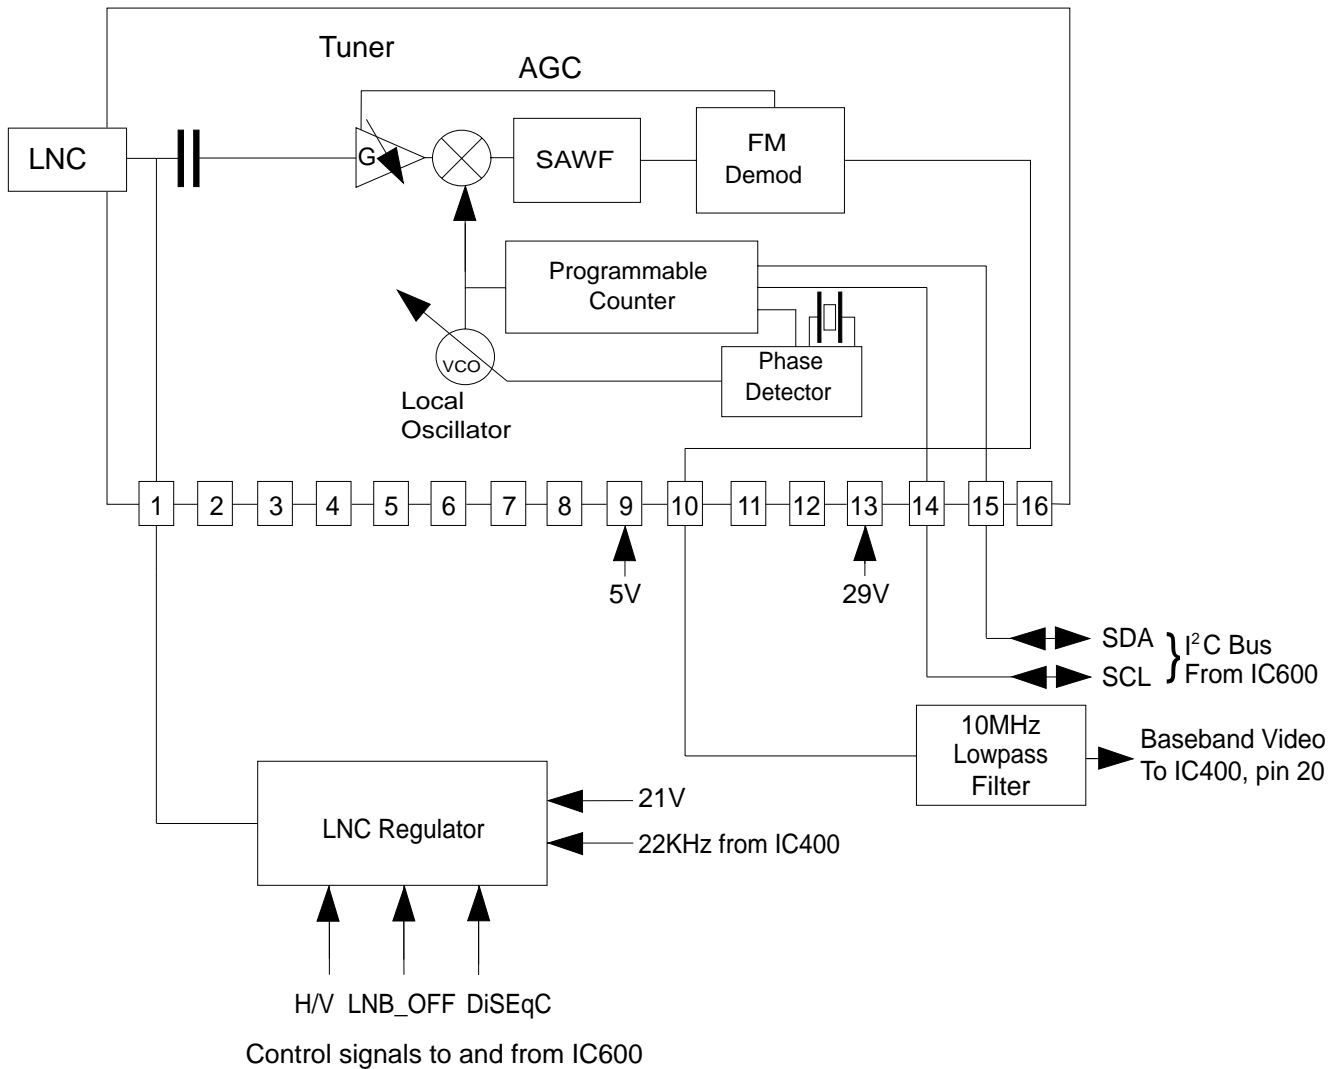 Tuner
AGC
LNC
G
SAWF
FM
Demod
Programmable
Counter
VCO
Phase
Detector
Local
Oscillator
1 2 3 4 5 6 7 8 9 10 11 12 13 14 15 16
5V
29V
SDA
SCL
} I²C Bus
From IC600
10MHz
Lowpass
Filter
Baseband Video
To IC400, pin 20
LNC Regulator
21V
22KHz from IC400
H/V LNB_OFF DiSEqC
Control signals to and from IC600